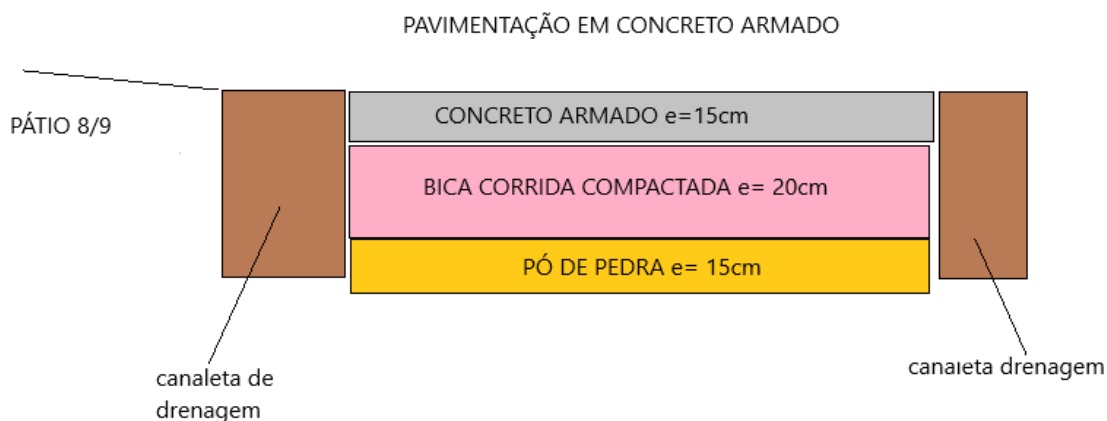 PAVIMENTAÇÃO EM CONCRETO ARMADO
PÁTIO 8/9
CONCRETO ARMADO e=15cm
BICA CORRIDA COMPACTADA e= 20cm
PÓ DE PEDRA e= 15cm
canaleta de
drenagem
canaleta drenagem